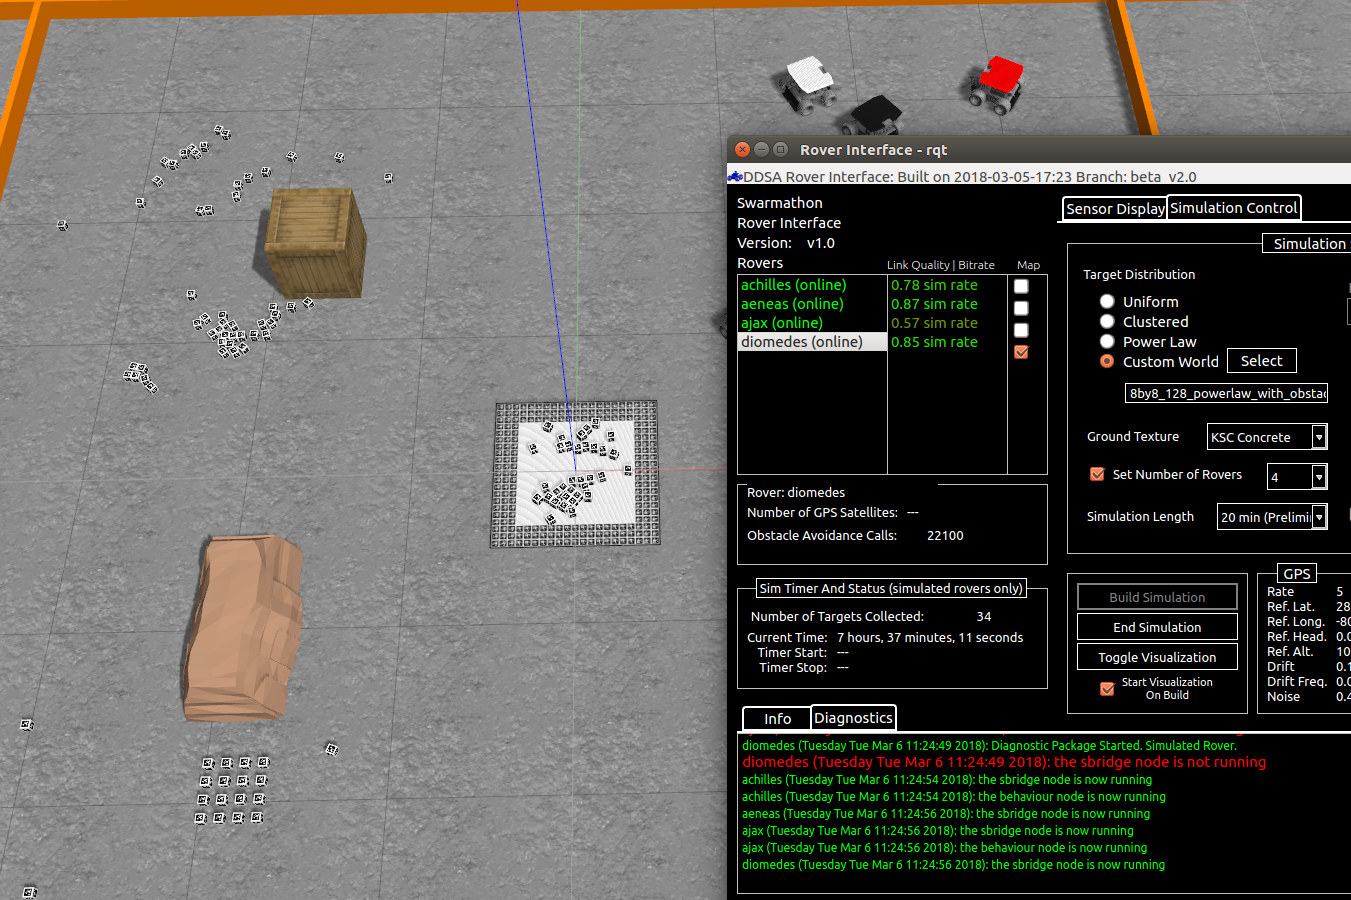 Rover Interface - rqt
DDSA Rover Interface: Built on 2018-03-05-17:23 Branch: beta v2.0
Swarmathon
Rover Interface
Version: v1.0
Rovers
Link Quality | Bitrate
Map
achilles (online) 0.78 sim rate
aeneas (online) 0.87 sim rate
ajax (online) 0.57 sim rate
diomedes (online) 0.85 sim rate
Rover: diomedes
Number of GPS Satellites: ---
Obstacle Avoidance Calls: 22100
Sim Timer And Status (simulated rovers only)
Number of Targets Collected: 34
Current Time: 7 hours, 37 minutes, 11 seconds
Timer Start: ---
Timer Stop: ---
Sensor Display
Simulation Control
Simulation
Target Distribution
Uniform
Clustered
Power Law
Custom World
Select
8by8_128_powerlaw_with_obsta
Ground Texture KSC Concrete
Set Number of Rovers 4
Simulation Length 20 min (Prelimi
Build Simulation
End Simulation
Toggle Visualization
Start Visualization
On Build
GPS
Rate 5
Ref. Lat. 28
Ref. Long. -80
Ref. Head. 0.0
Ref. Alt. 10
Drift 0.1
Drift Freq. 0.0
Noise 0.4
Info
Diagnostics
diomedes (Tuesday Tue Mar 6 11:24:49 2018): Diagnostic Package Started. Simulated Rover.
diomedes (Tuesday Tue Mar 6 11:24:49 2018): the sbridge node is not running
achilles (Tuesday Tue Mar 6 11:24:54 2018): the sbridge node is now running
achilles (Tuesday Tue Mar 6 11:24:54 2018): the behaviour node is now running
aeneas (Tuesday Tue Mar 6 11:24:56 2018): the sbridge node is now running
ajax (Tuesday Tue Mar 6 11:24:56 2018): the sbridge node is now running
ajax (Tuesday Tue Mar 6 11:24:56 2018): the behaviour node is now running
diomedes (Tuesday Tue Mar 6 11:24:56 2018): the sbridge node is now running